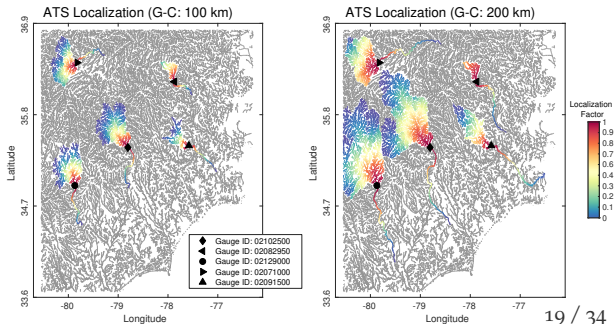 ATS Localization (G-C: 100 km)
ATS Localization (G-C: 200 km)
36.9
35.8
34.7
33.6
Latitude
-80
-79
-78
-77
Longitude
Gauge ID: 02102500
Gauge ID: 02082950
Gauge ID: 02129000
Gauge ID: 02071000
Gauge ID: 02091500
36.9
35.8
34.7
33.6
Latitude
-80
-79
-78
-77
Longitude
Localization
Factor
1
0.9
0.8
0.7
0.6
0.5
0.4
0.3
0.2
0.1
0
19 / 34